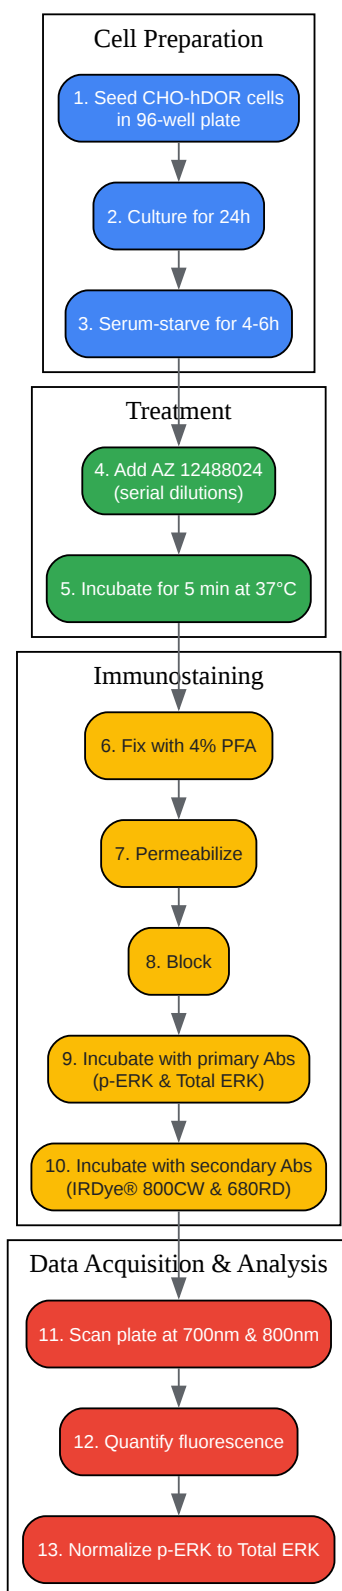 Cell Preparation
1. Seed CHO-hDOR cells
in 96-well plate
2. Culture for 24h
3. Serum-starve for 4-6h
Treatment
4. Add AZ 12488024
(serial dilutions)
5. Incubate for 5 min at 37°C
Immunostaining
6. Fix with 4% PFA
7. Permeabilize
8. Block
9. Incubate with primary Abs
(p-ERK & Total ERK)
10. Incubate with secondary Abs
(IRDye® 800CW & 680RD)
Data Acquisition & Analysis
11. Scan plate at 700nm & 800nm
12. Quantify fluorescence
13. Normalize p-ERK to Total ERK